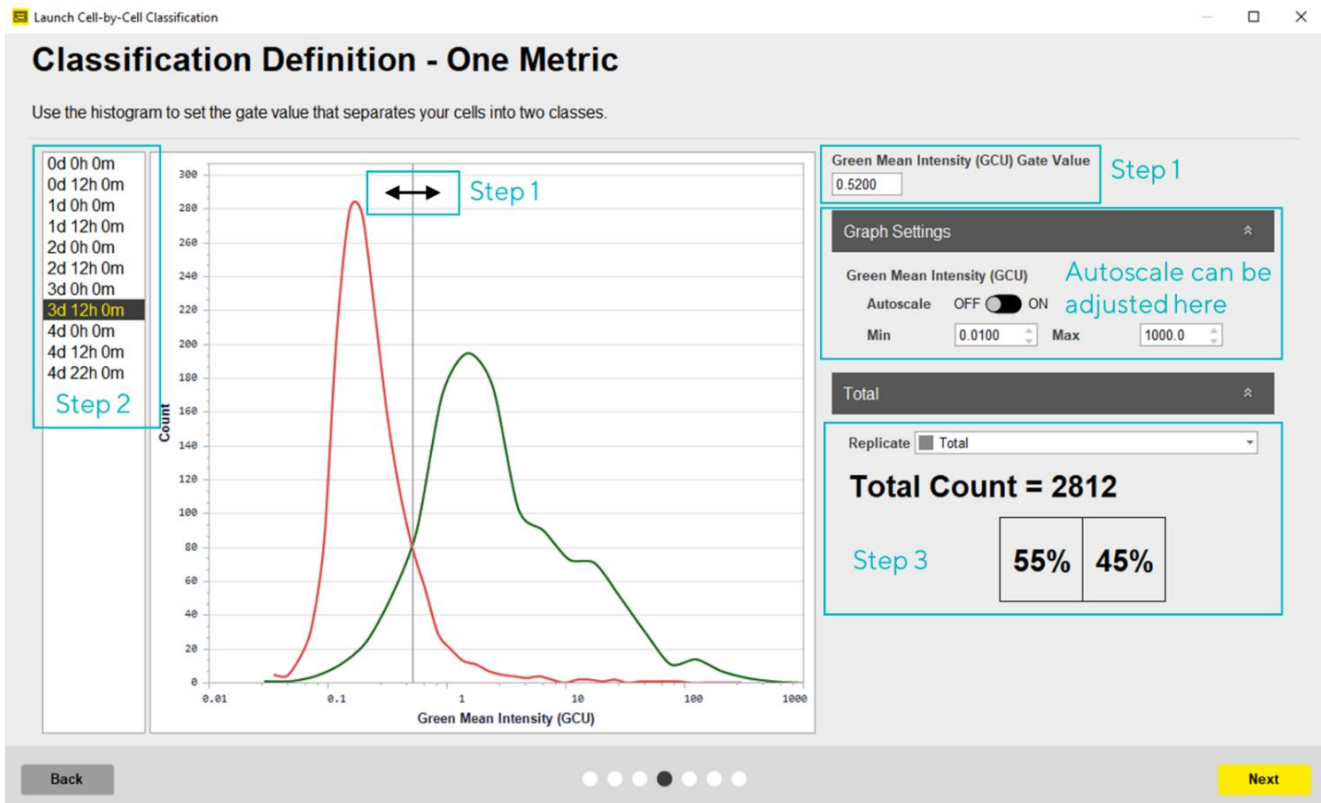 Launch Cell-by-Cell Classification
Classification Definition - One Metric
Use the histogram to set the gate value that separates your cells into two classes.
0d 0h 0m
0d 12h 0m
1d 0h 0m
1d 12h 0m
2d 0h 0m
2d 12h 0m
3d 0h 0m
3d 12h 0m
4d 0h 0m
4d 12h 0m
4d 22h 0m
Step 2
Count
300
280
260
240
220
200
180
160
140
120
100
80
60
40
20
0
Step 1
0.01 0.1 1 10 100 1000
Green Mean Intensity (GCU)
Green Mean Intensity (GCU) Gate Value
0.5200
Step 1
Graph Settings
Green Mean Intensity (GCU)
Autoscale OFF ON
Autoscale can be
adjusted here
Min 0.0100 Max 1000.0
Total
Replicate Total
Total Count = 2812
Step 3
55% 45%
Back
Next